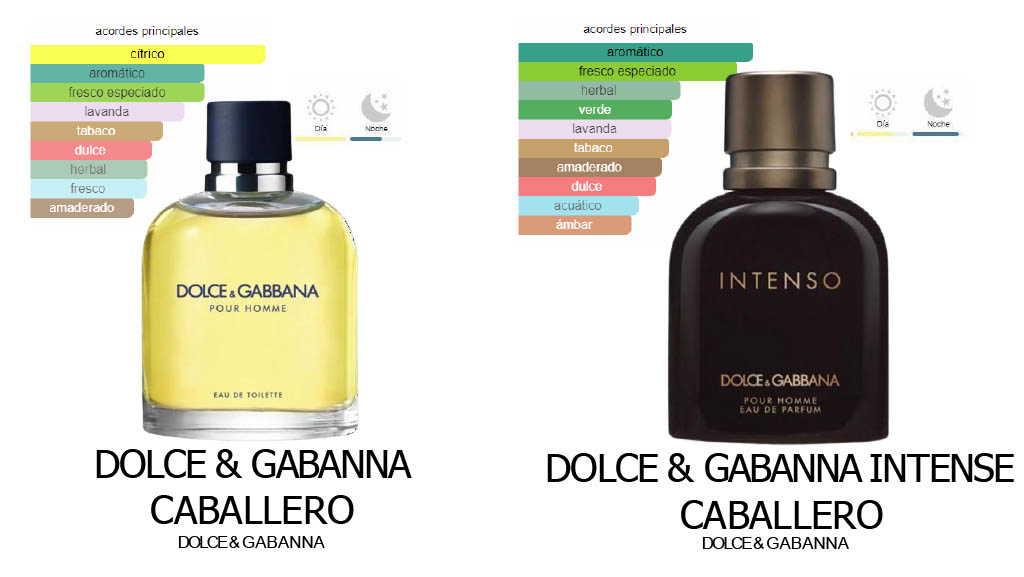 acordes principales
cítrico
aromático
fresco especiado
lavanda
tabaco
dulce
herbal
fresco
amaderado
Día
Noche
DOLCE & GABBANA
POUR HOMME
EAU DE TOILETTE
DOLCE & GABANNA
CABALLERO
DOLCE & GABANNA
acordes principales
aromático
fresco especiado
herbal
verde
lavanda
tabaco
amaderado
dulce
acuático
ámbar
Día
Noche
INTENSO
DOLCE & GABBANA
POUR HOMME
EAU DE PARFUM
DOLCE & GABANNA INTENSE
CABALLERO
DOLCE & GABANNA